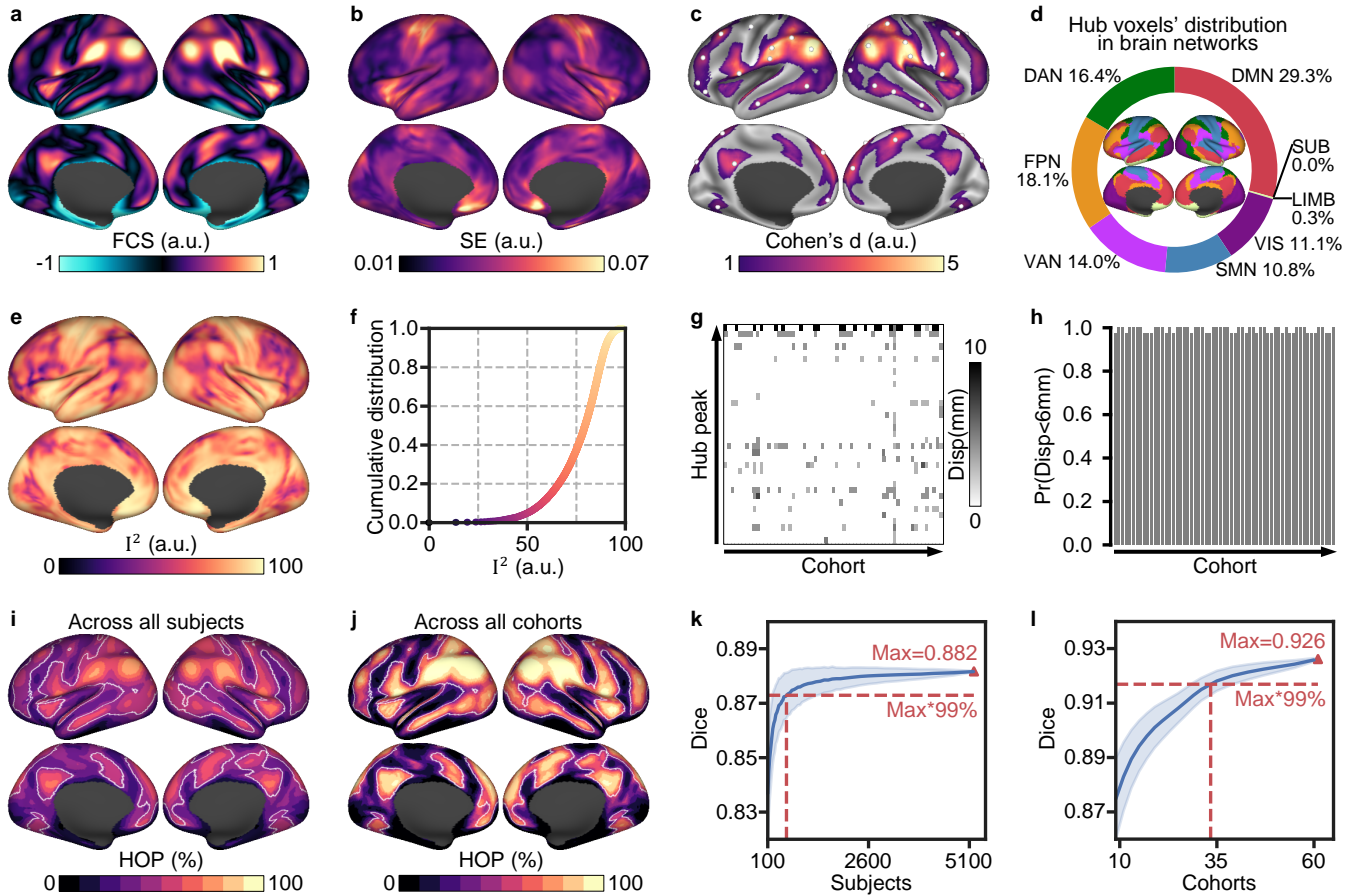 a
FCS (a.u.)
-1
1
b
SE (a.u.)
0.01
0.07
c
Cohen's d (a.u.)
1
5
d
Hub voxels' distribution
in brain networks
DAN 16.4%
DMN 29.3%
FPN
18.1%
SUB
0.0%
LIMB
0.3%
VIS 11.1%
SMN 10.8%
VAN 14.0%
e
I² (a.u.)
0
100
f
Cumulative distribution
1.0
0.8
0.6
0.4
0.2
0.0
0
50
100
I² (a.u.)
g
Hub peak
Cohort
10
Disp(mm)
0
h
Pr(Disp<6mm)
1.0
0.8
0.6
0.4
0.2
0.0
Cohort
i
Across all subjects
HOP (%)
0
100
j
Across all cohorts
HOP (%)
0
100
k
Dice
0.89
0.87
0.85
0.83
Max=0.882
Max*99%
100
2600
5100
Subjects
l
Dice
0.93
0.91
0.89
0.87
Max=0.926
Max*99%
10
35
60
Cohorts